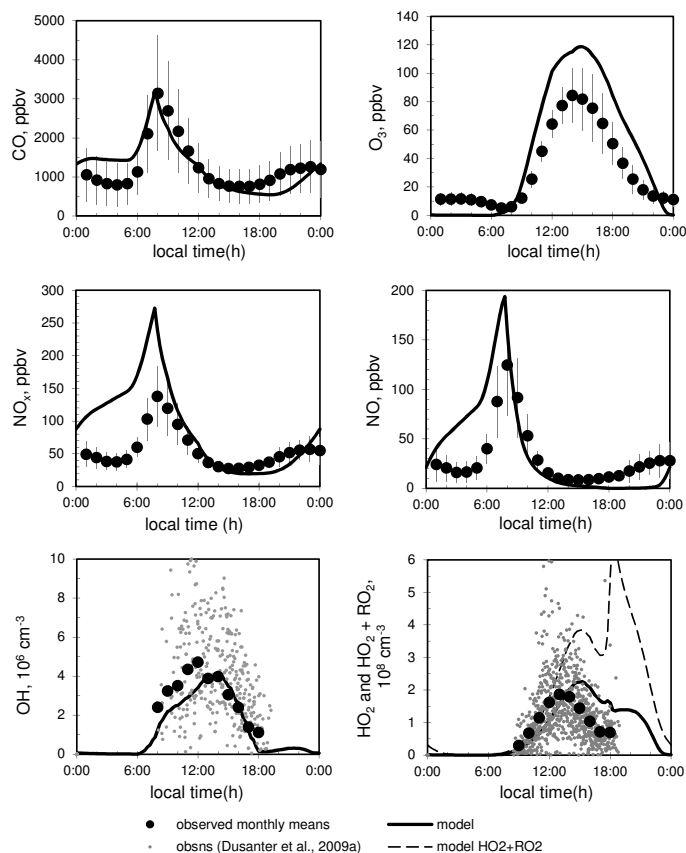 5000
4000
3000
2000
1000
0
CO, ppbv
0:00 6:00 12:00 18:00 0:00
local time(h)
140
120
100
80
60
40
20
0
O3, ppbv
0:00 6:00 12:00 18:00 0:00
local time(h)
300
250
200
150
100
50
0
NOx, ppbv
0:00 6:00 12:00 18:00 0:00
local time (h)
200
150
100
50
0
NO, ppbv
0:00 6:00 12:00 18:00 0:00
local time (h)
10
8
6
4
2
0
OH, 10⁶ cm⁻³
0:00 6:00 12:00 18:00 0:00
local time(h)
6
5
4
3
2
1
0
HO2 and HO2 + RO2,
10⁸ cm⁻³
0:00 6:00 12:00 18:00 0:00
local time(h)
observed monthly means
model
obsns (Dusanter et al., 2009a)
model HO2+RO2